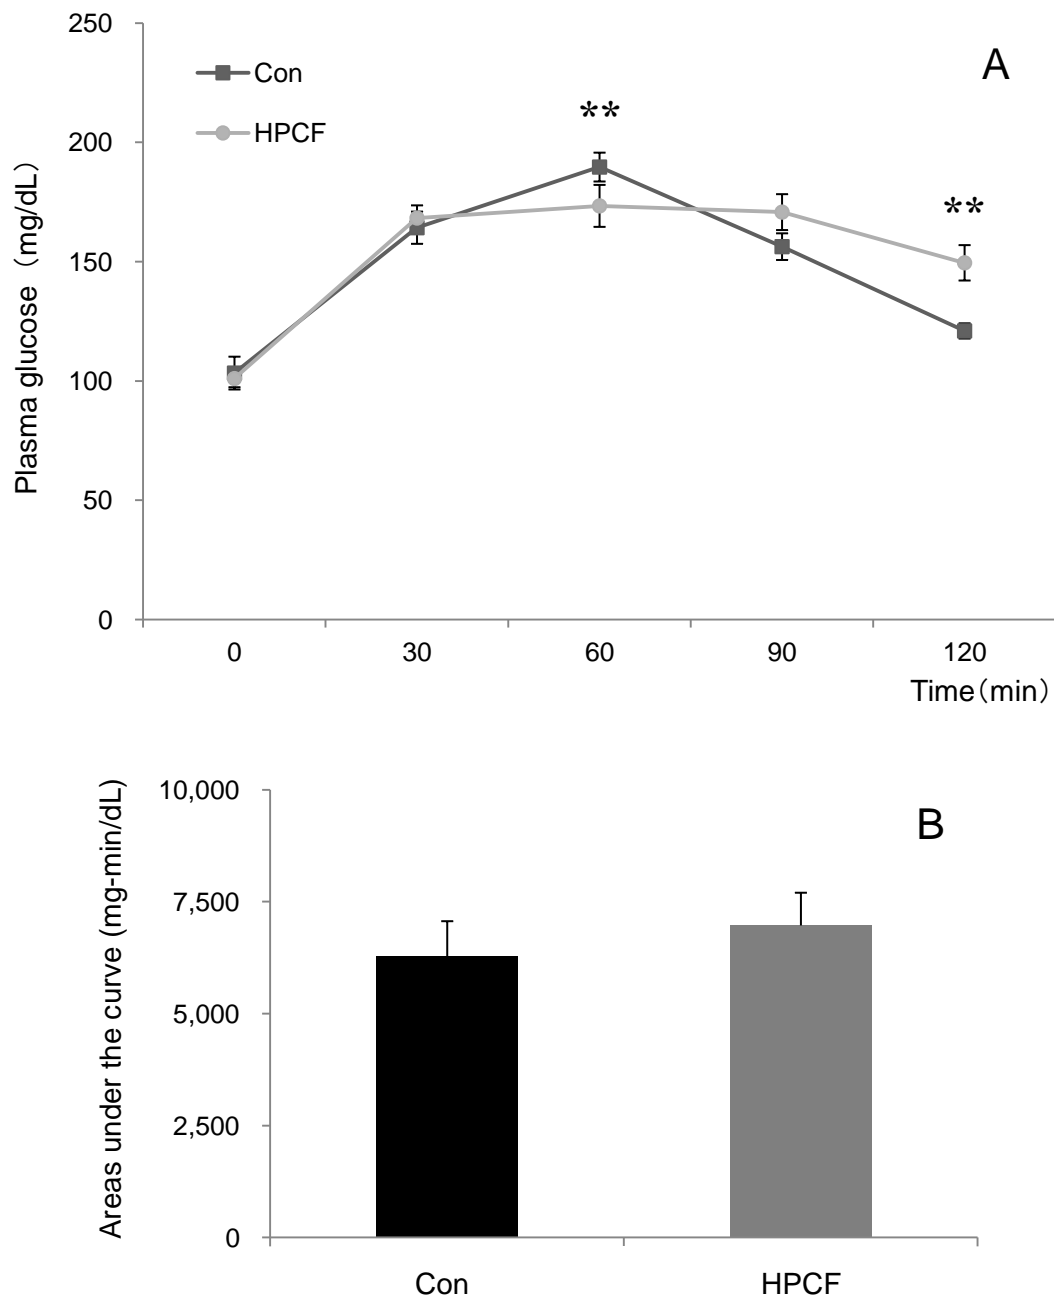 250
A
Con
**
HPCF
200
**
150
100
50
0
Plasma glucose (mg/dL)
0 30 60 90 120
Time(min)
10,000
B
7,500
5,000
2,500
0
Areas under the curve (mg-min/dL)
Con HPCF